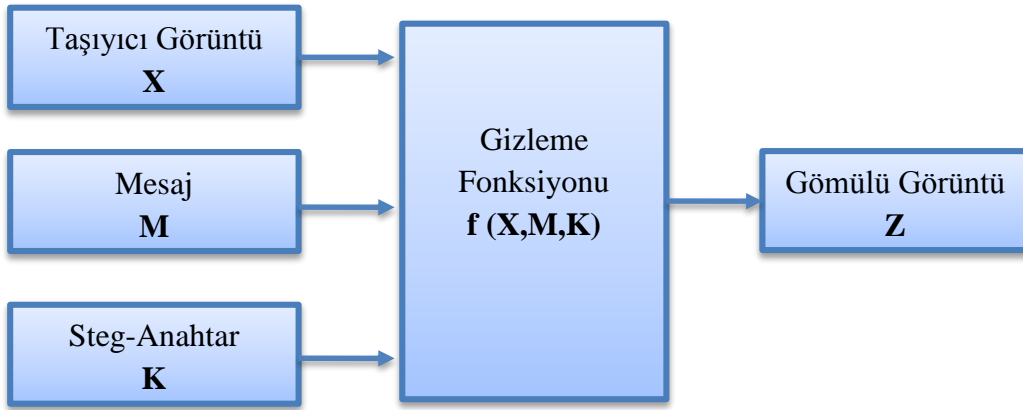 Taşıyıcı Görüntü
X
Mesaj
M
Steg-Anahtar
K
Gizleme
Fonksiyonu
f (X,M,K)
Gömülü Görüntü
Z